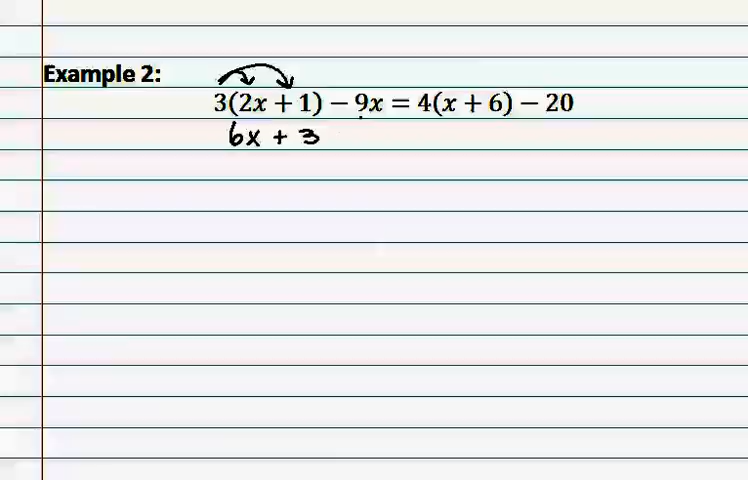 Example 2:
3(2x + 1) − 9x = 4(x + 6) − 20
6x + 3